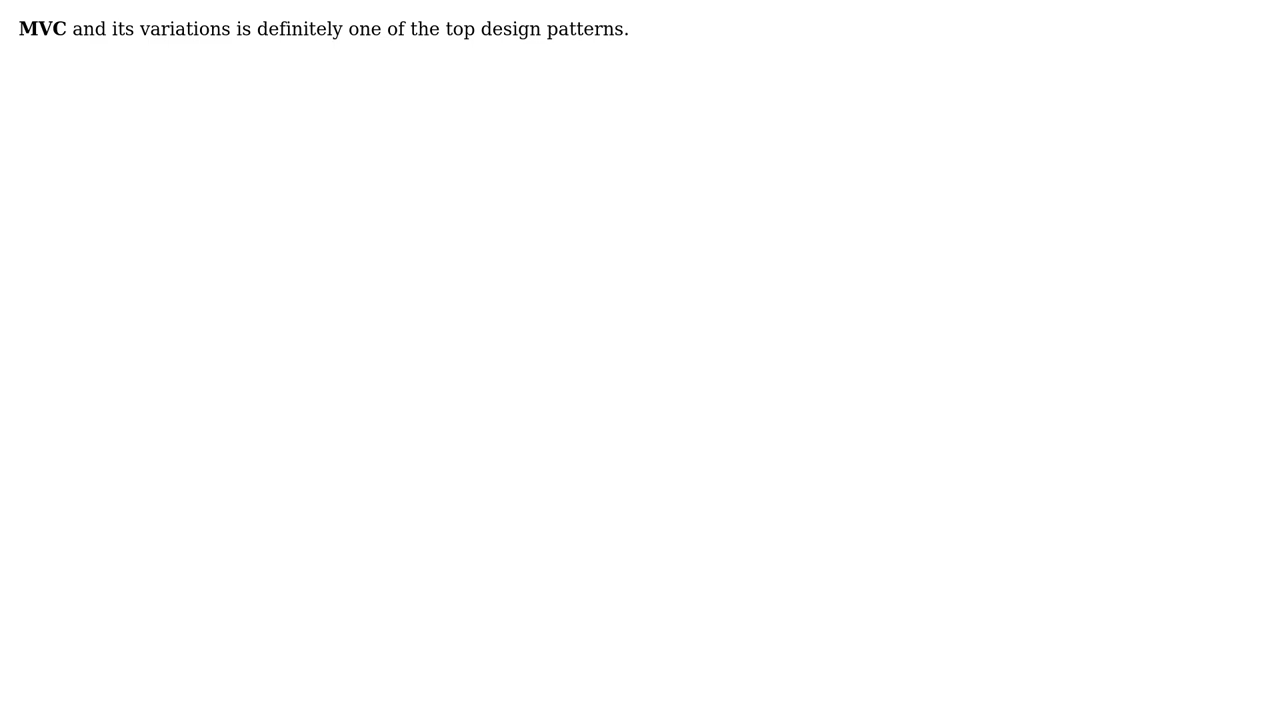 MVC and its variations is definitely one of the top design patterns.